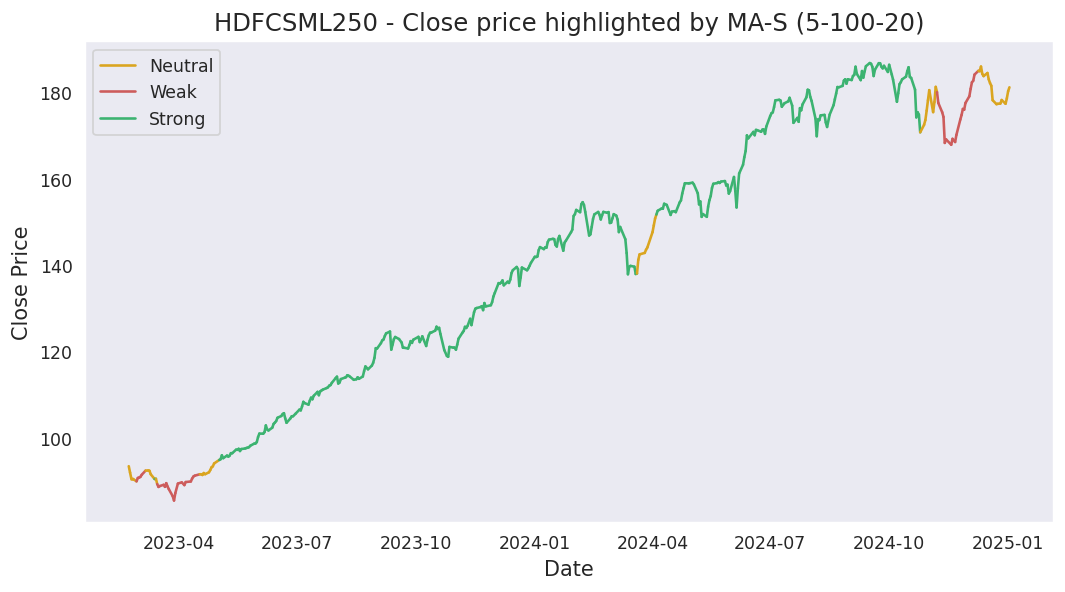 HDFCSML250 - Close price highlighted by MA-S (5-100-20)
Neutral
Weak
Strong
Close Price
180
160
140
120
100
2023-04 2023-07 2023-10 2024-01 2024-04 2024-07 2024-10 2025-01
Date